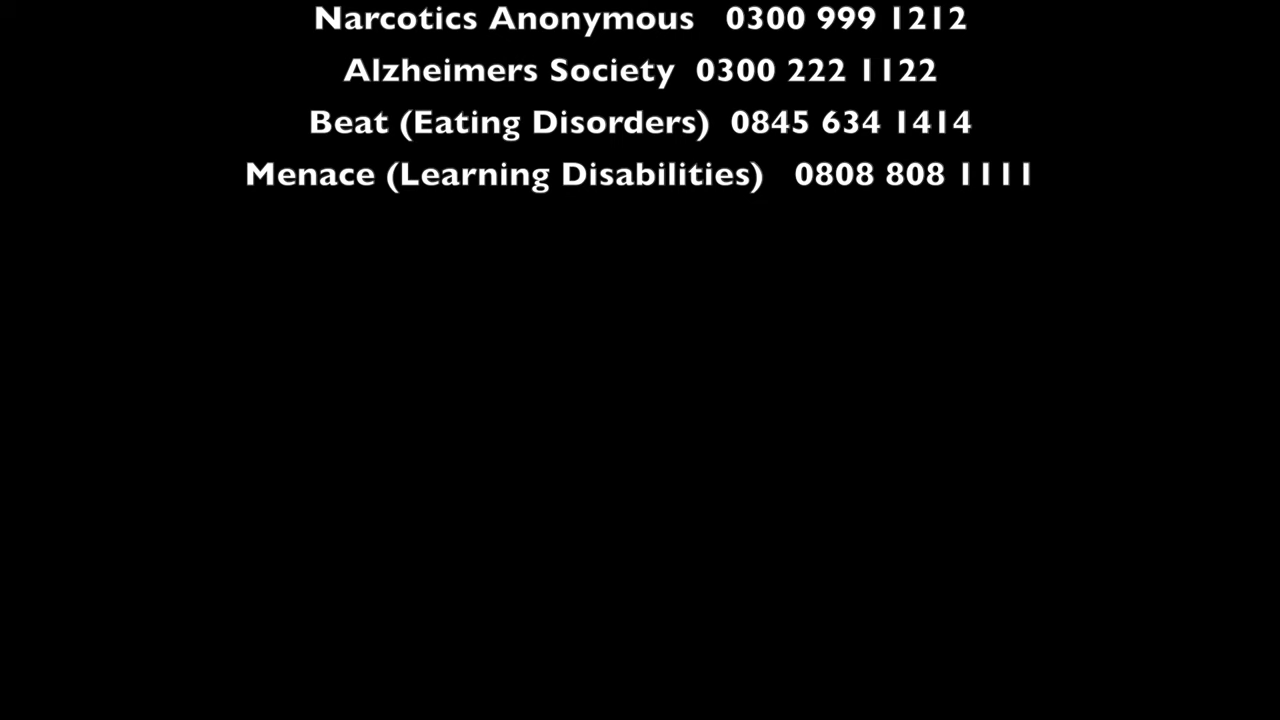 Narcotics Anonymous 0300 999 1212
Alzheimers Society 0300 222 1122
Beat (Eating Disorders) 0845 634 1414
Menace (Learning Disabilities) 0808 808 1111